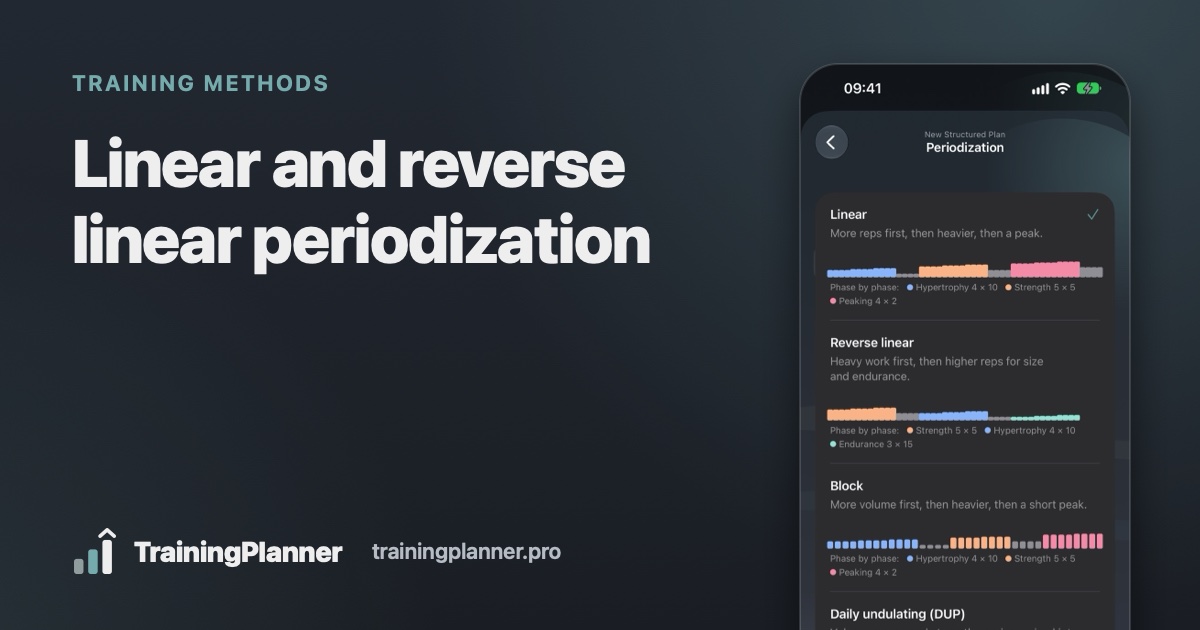 TRAINING METHODS
Linear and reverse
linear periodization
TrainingPlanner
trainingplanner.pro
09:41
New Structured Plan
Periodization
Linear
More reps first, then heavier, then a peak.
Phase by phase: Hypertrophy 4 × 10 Strength 5 × 5
Peaking 4 × 2
Reverse linear
Heavy work first, then higher reps for size
and endurance.
Phase by phase: Strength 5 × 5 Hypertrophy 4 × 10
Endurance 3 × 15
Block
More volume first, then heavier, then a short peak.
Phase by phase: Hypertrophy 4 × 10 Strength 5 × 5
Peaking 4 × 2
Daily undulating (DUP)